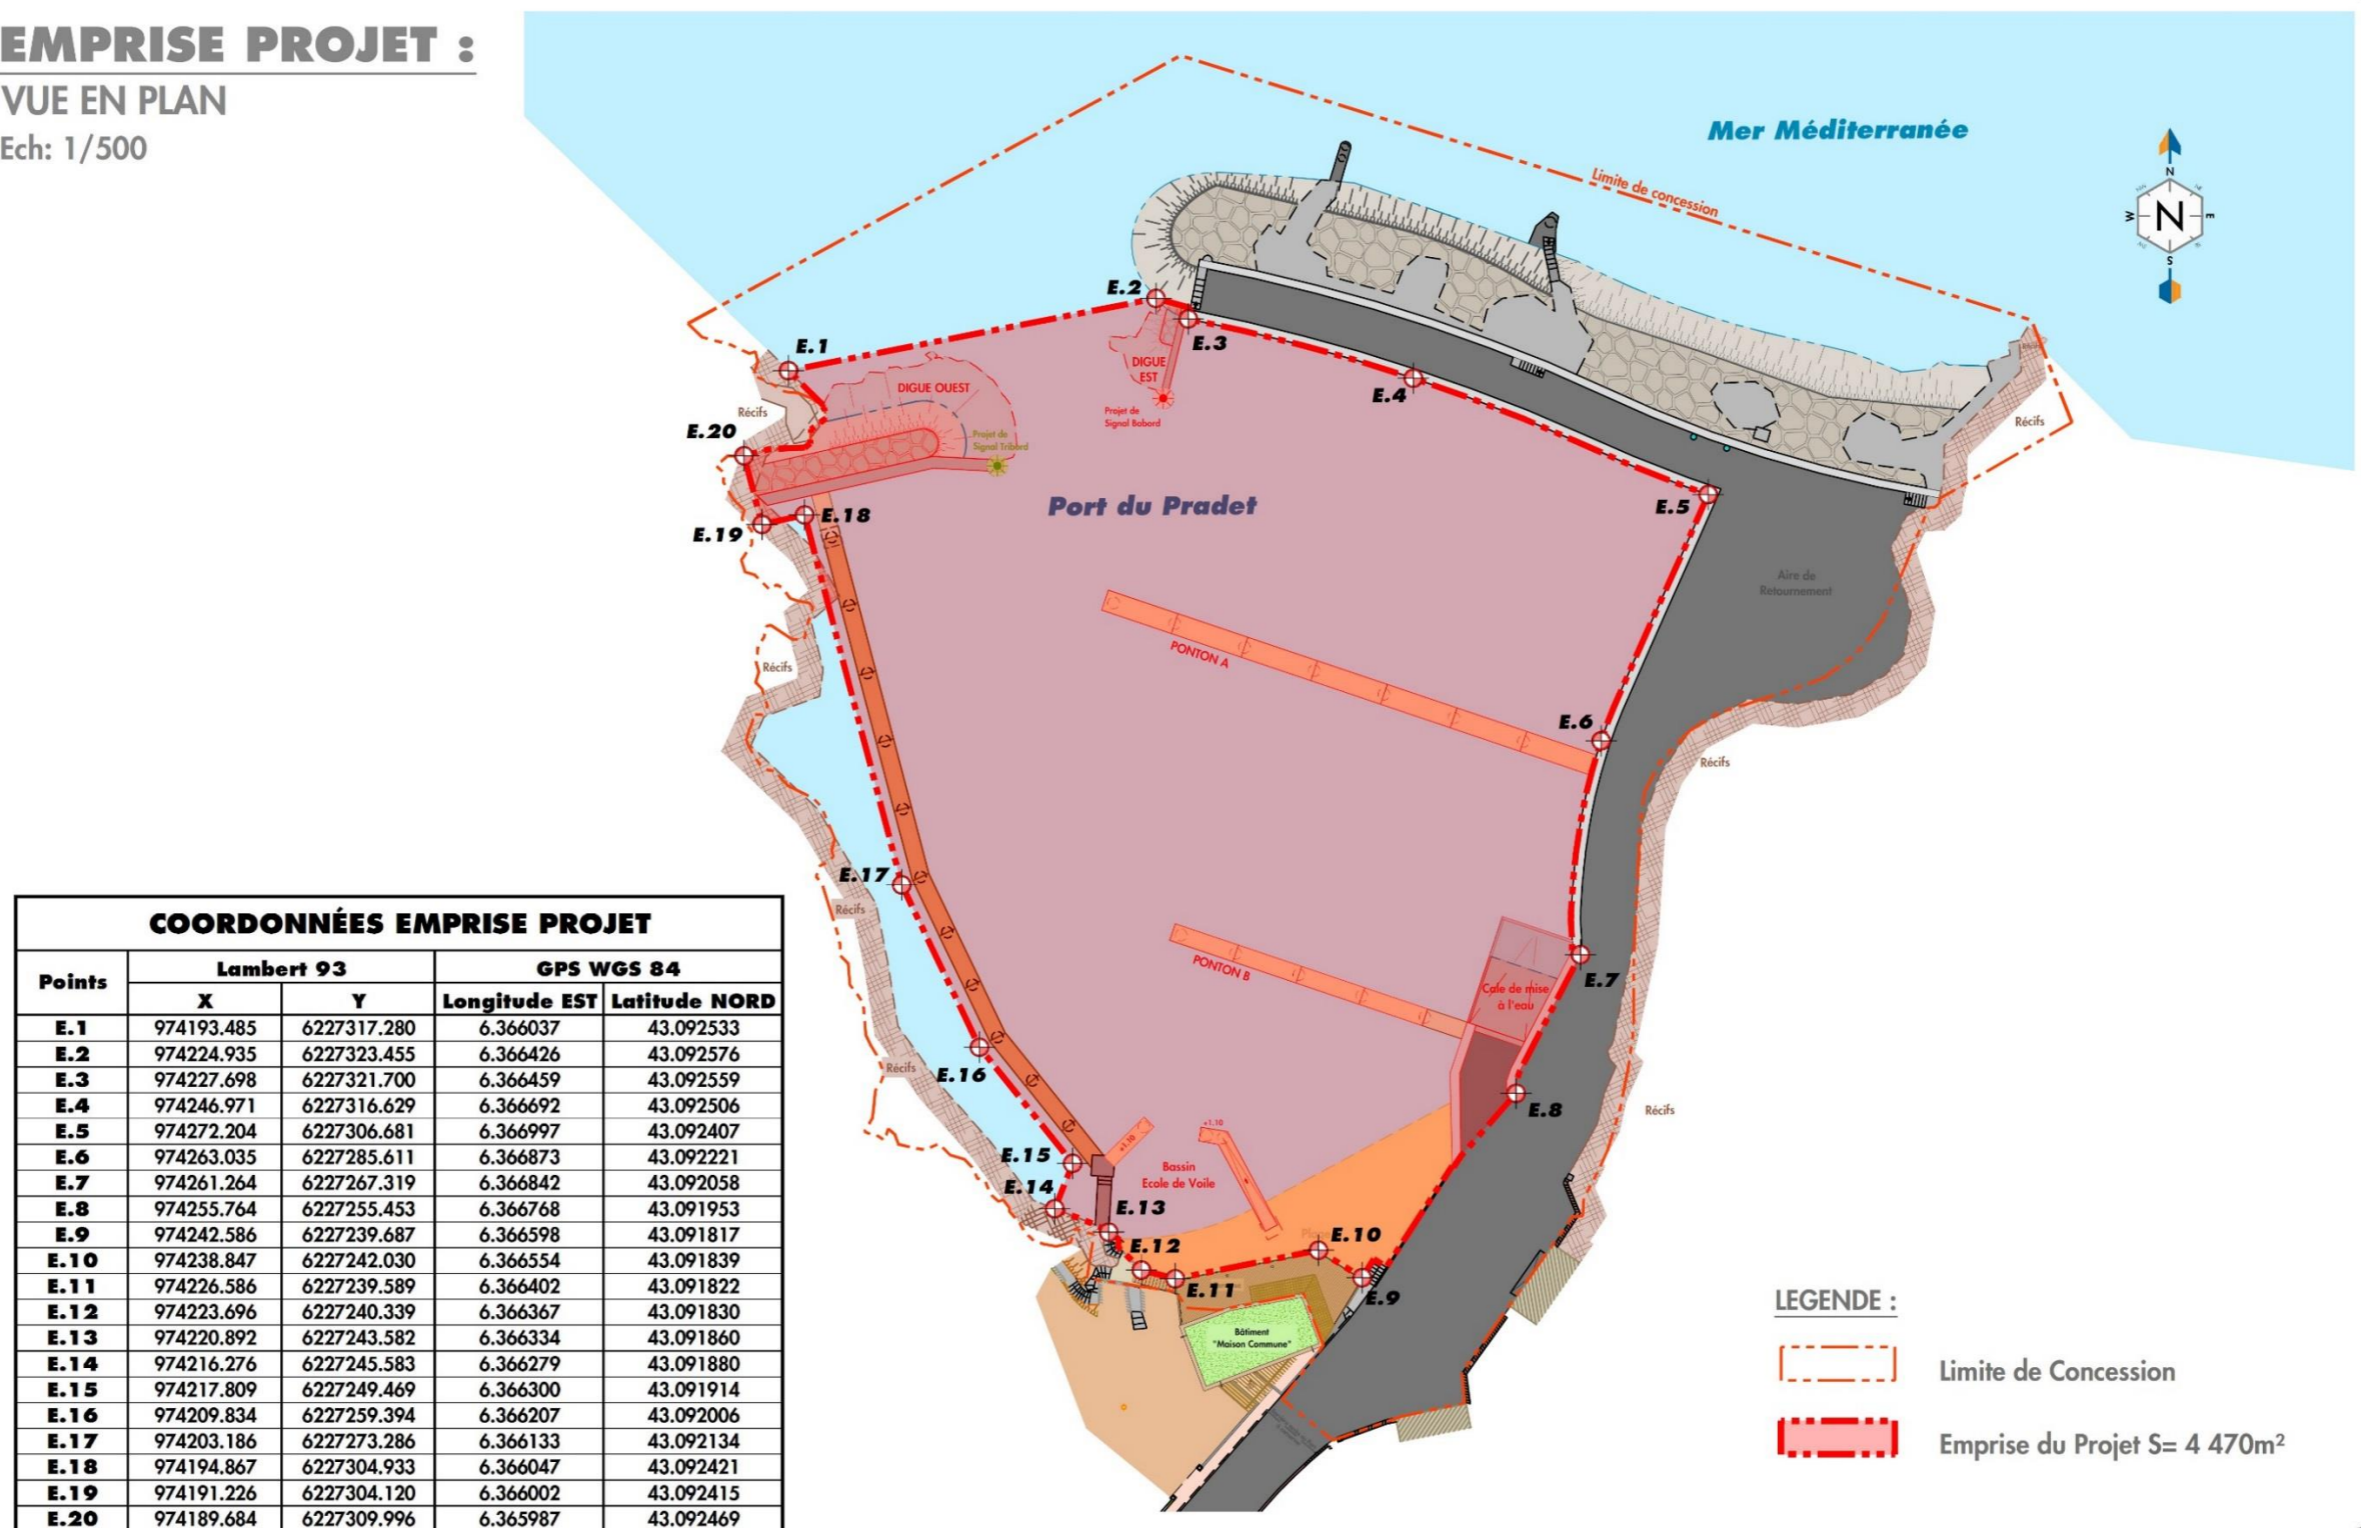 EMPRISE PROJET :
VUE EN PLAN
Ech: 1/500
Mer Méditerranée
Limite de concession
N
N
W
E
S
E.2
E.1
E.3
DIGUE
EST
DIGUE OUEST
E.4
Récifs
Projet de
Signal Babord
Récifs
E.20
Projet de
Signal Tribord
Port du Pradet
E.5
E.18
E.19
Aire de
Retournement
PONTON A
Récifs
E.6
Récifs
E.17
Récifs
PONTON B
E.7
Cale de mise
à l'eau
Récifs
E.16
E.8
Récifs
+1.10
+1.10
E.15
Bassin
Ecole de Voile
E.14
E.13
E.10
E.12
E.11
E.9
Bâtiment
"Maison Commune"
COORDONNÉES EMPRISE PROJET
Points Lambert 93 GPS WGS 84
X Y Longitude EST Latitude NORD
E.1 974193.485 6227317.280 6.366037 43.092533
E.2 974224.935 6227323.455 6.366426 43.092576
E.3 974227.698 6227321.700 6.366459 43.092559
E.4 974246.971 6227316.629 6.366692 43.092506
E.5 974272.204 6227306.681 6.366997 43.092407
E.6 974263.035 6227285.611 6.366873 43.092221
E.7 974261.264 6227267.319 6.366842 43.092058
E.8 974255.764 6227255.453 6.366768 43.091953
E.9 974242.586 6227239.687 6.366598 43.091817
E.10 974238.847 6227242.030 6.366554 43.091839
E.11 974226.586 6227239.589 6.366402 43.091822
E.12 974223.696 6227240.339 6.366367 43.091830
E.13 974220.892 6227243.582 6.366334 43.091860
E.14 974216.276 6227245.583 6.366279 43.091880
E.15 974217.809 6227249.469 6.366300 43.091914
E.16 974209.834 6227259.394 6.366207 43.092006
E.17 974203.186 6227273.286 6.366133 43.092134
E.18 974194.867 6227304.933 6.366047 43.092421
E.19 974191.226 6227304.120 6.366002 43.092415
E.20 974189.684 6227309.996 6.365987 43.092469
LEGENDE :
Limite de Concession
Emprise du Projet S= 4 470m²